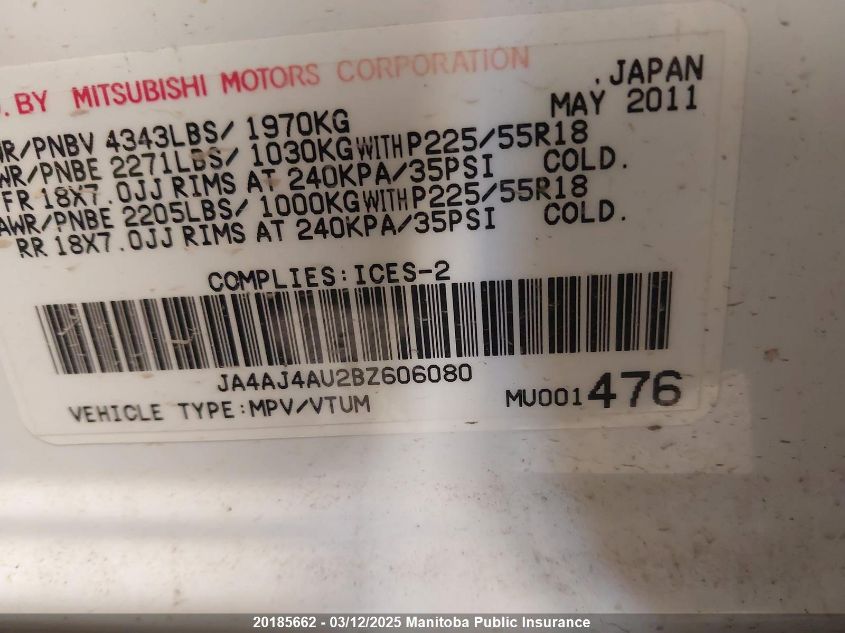 BY MITSUBISHI MOTORS CORPORATION
, JAPAN
MAY 2011
/PNBV 4343LBS/ 1970KG
/PNBE 2271LBS/ 1030KG WITH P225/55R18
FR 18X7.0JJ RIMS AT 240KPA/35PSI COLD.
AWR/PNBE 2205LBS/ 1000KG WITH P225/55R18
RR 18X7.0JJ RIMS AT 240KPA/35PSI COLD.
COMPLIES:ICES-2
JA4AJ4AU2BZ606080
VEHICLE TYPE:MPV/VTUM MU001476
20185662 - 03/12/2025 Manitoba Public Insurance